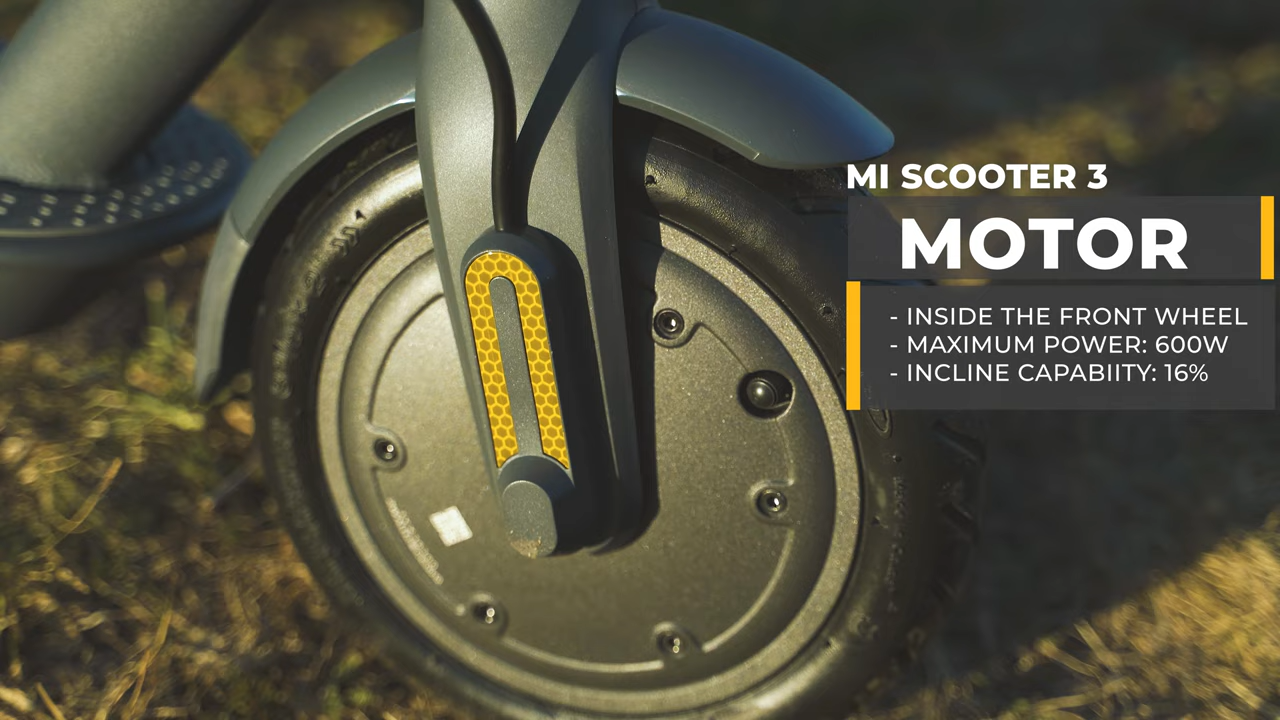 MI SCOOTER 3
MOTOR
- INSIDE THE FRONT WHEEL
- MAXIMUM POWER: 600W
- INCLINE CAPABIITY: 16%